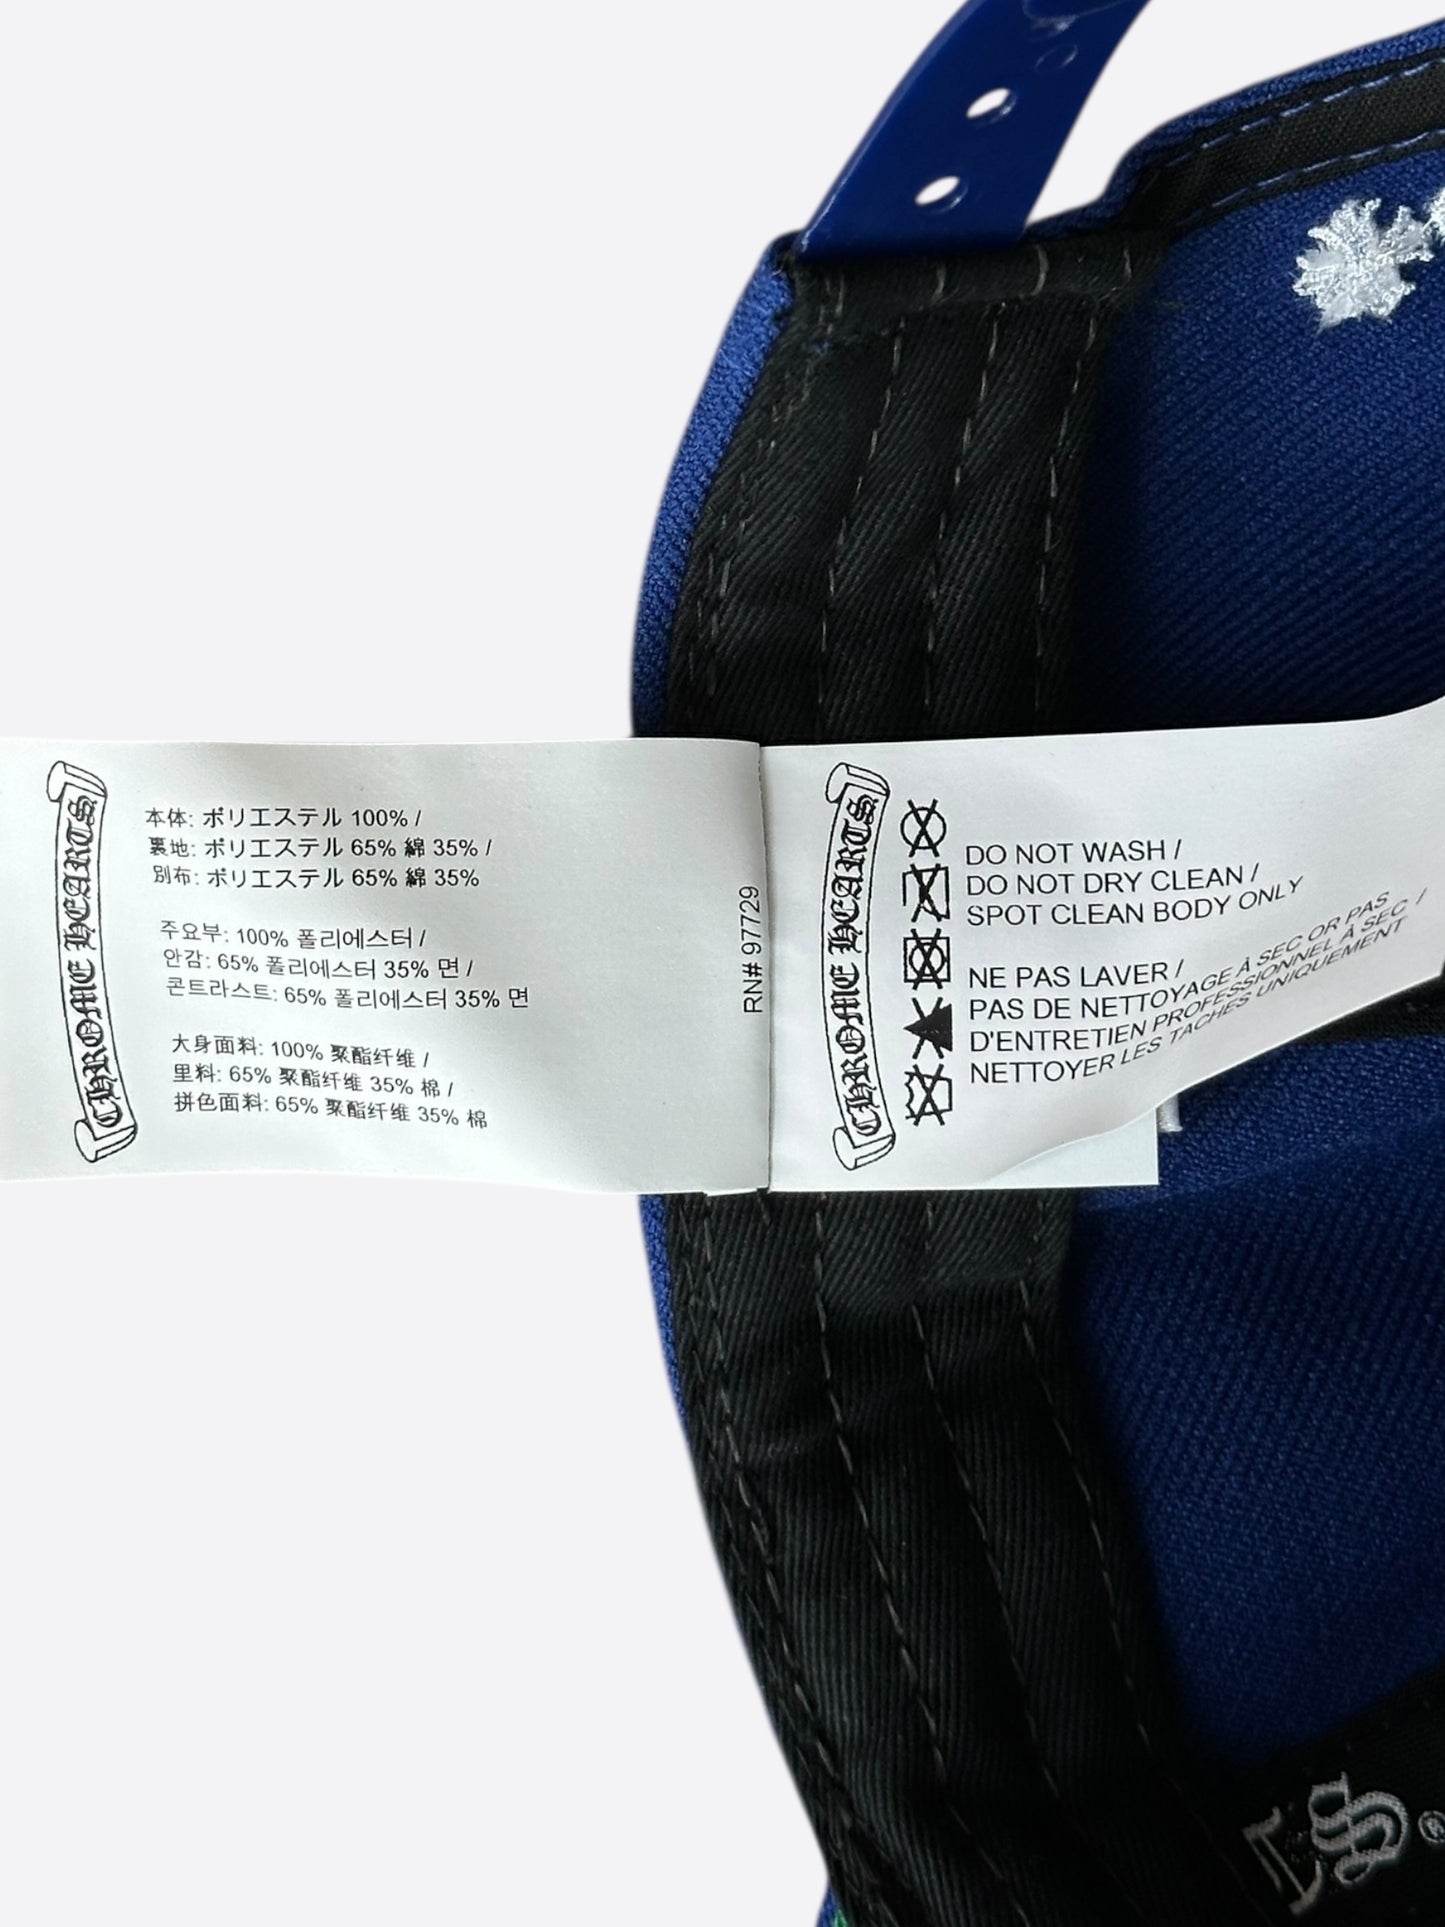 CHROME HEARTS
本体: ポリエステル 100% /
裏地: ポリエステル 65% 綿 35% /
別布: ポリエステル 65% 綿 35%
주요부: 100% 폴리에스터 /
안감: 65% 폴리에스터 35% 면 /
콘트라스트: 65% 폴리에스터 35% 면
大身面料: 100% 聚酯纤维 /
里料: 65% 聚酯纤维 35% 棉 /
拼色面料: 65% 聚酯纤维 35% 棉
RN# 97729
CHROME HEARTS
DO NOT WASH /
DO NOT DRY CLEAN /
SPOT CLEAN BODY ONLY
NE PAS LAVER /
PAS DE NETTOYAGE À SEC OR PAS
D'ENTRETIEN PROFESSIONNEL À SEC /
NETTOYER LES TACHES UNIQUEMENT